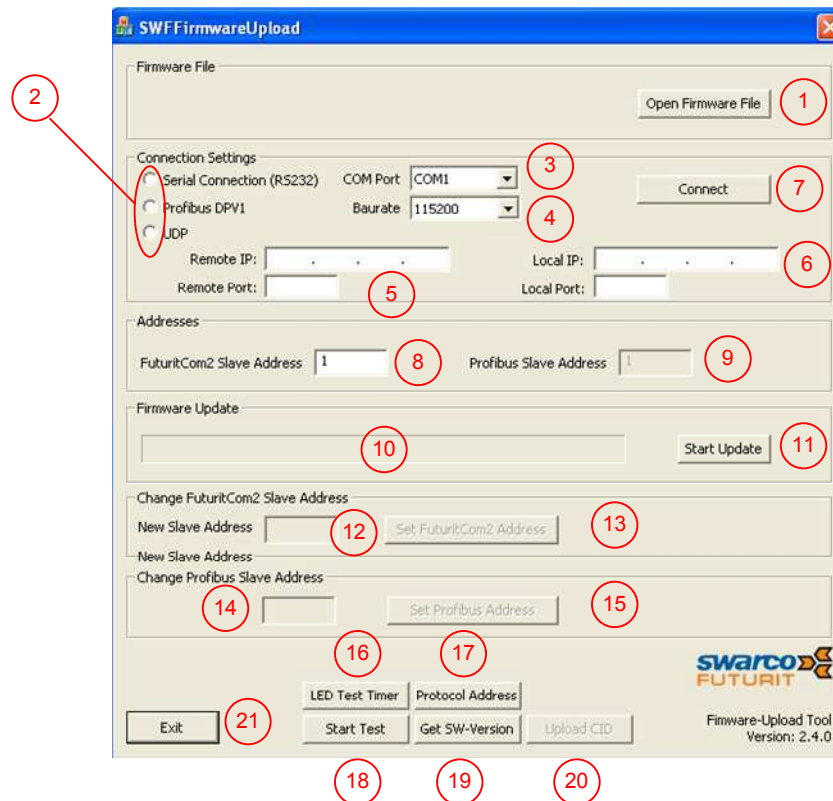 SWFFirmwareUpload
Firmware File
Open Firmware File 1
2
Connection Settings
Serial Connection (RS232) COM Port COM1 3
Connect 7
Profibus DPV1 Baurate 115200 4
UDP
Remote IP: . . . Local IP: . . . 6
Remote Port: 5 Local Port:
Addresses
FuturitCom2 Slave Address 1 8 Profibus Slave Address 1 9
Firmware Update
10 Start Update 11
Change FuturitCom2 Slave Address
New Slave Address 12 Set FuturitCom2 Address 13
New Slave Address
Change Profibus Slave Address
14 Set Profibus Address 15
16 17
swarco
FUTURIT
LED Test Timer Protocol Address
Exit 21 Start Test Get SW-Version Upload CID
Fimware-Upload Tool
Version: 2.4.0
18 19 20